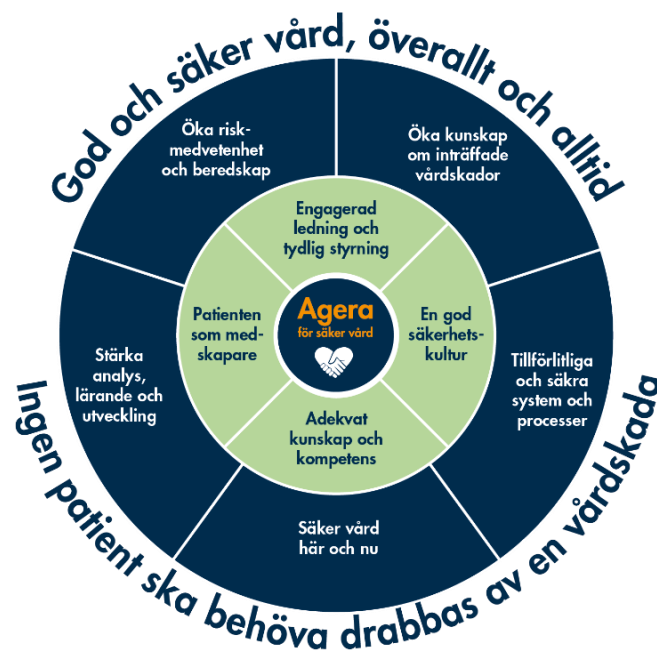 God och säker vård, överallt och alltid
Öka risk-
medvetenhet
och beredskap
Öka kunskap
om inträffade
vårdskador
Engagerad
ledning och
tydlig styrning
Patienten
som med-
skapare
Agera
för säker vård
En god
säkerhets-
kultur
Stärka
analys,
lärande och
utveckling
Tillförlitliga
och säkra
system och
processer
Adekvat
kunskap och
kompetens
Säker vård
här och nu
Ingen patient ska behöva drabbas av en vårdskada